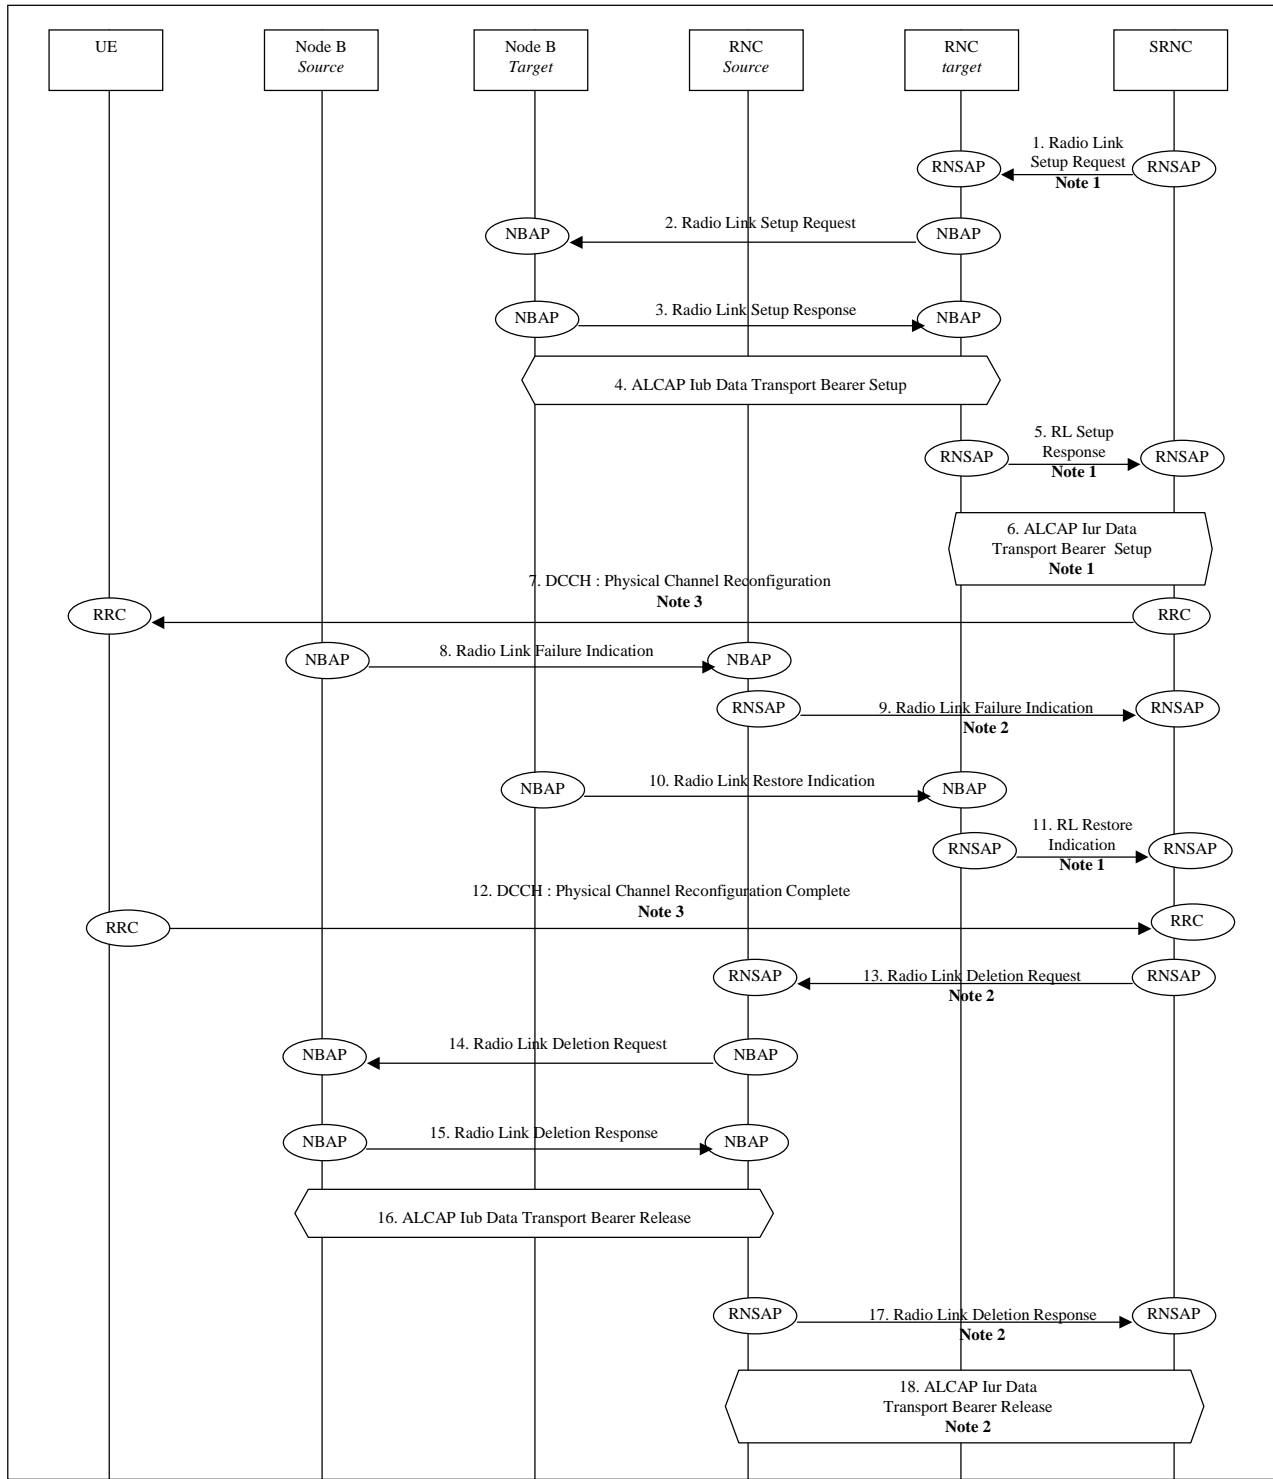 UE
Node B
Source
Node B
Target
RNC
Source
RNC
target
SRNC
1. Radio Link
Setup Request
Note 1
RNSAP
RNSAP
2. Radio Link Setup Request
NBAP
NBAP
3. Radio Link Setup Response
NBAP
NBAP
4. ALCAP Iub Data Transport Bearer Setup
5. RL Setup
Response
Note 1
RNSAP
RNSAP
6. ALCAP Iur Data
Transport Bearer Setup
Note 1
7. DCCH : Physical Channel Reconfiguration
Note 3
RRC
RRC
8. Radio Link Failure Indication
NBAP
NBAP
RNSAP
9. Radio Link Failure Indication
Note 2
RNSAP
10. Radio Link Restore Indication
NBAP
NBAP
11. RL Restore
Indication
Note 1
RNSAP
RNSAP
12. DCCH : Physical Channel Reconfiguration Complete
Note 3
RRC
RRC
RNSAP
13. Radio Link Deletion Request
Note 2
RNSAP
14. Radio Link Deletion Request
NBAP
NBAP
15. Radio Link Deletion Response
NBAP
NBAP
16. ALCAP Iub Data Transport Bearer Release
RNSAP
17. Radio Link Deletion Response
Note 2
RNSAP
18. ALCAP Iur Data
Transport Bearer Release
Note 2